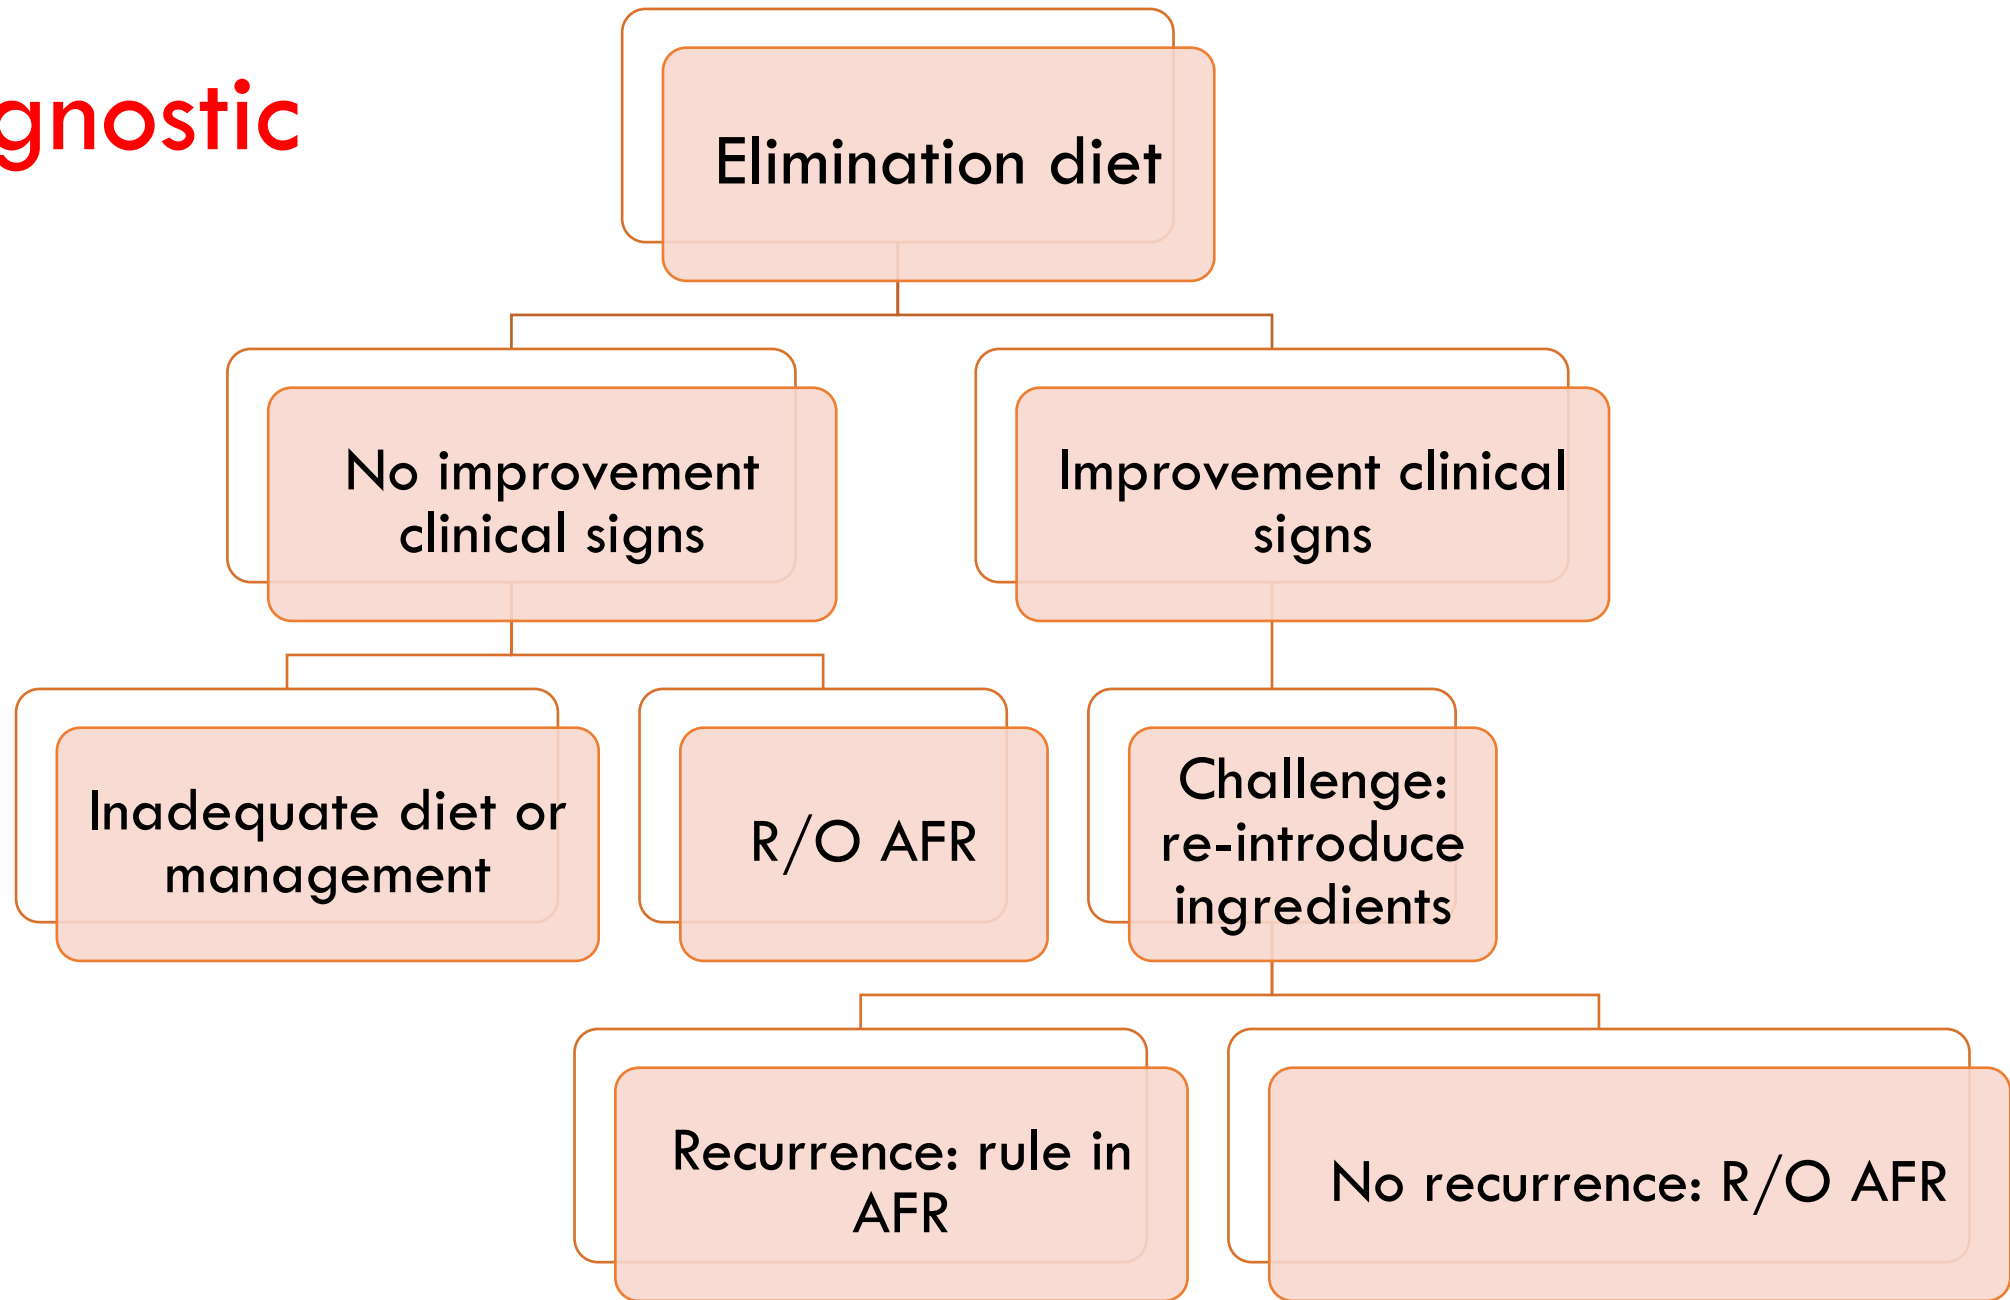 gnostic
Elimination diet
No improvement
clinical signs
Improvement clinical
signs
Inadequate diet or
management
R/O AFR
Challenge:
re-introduce
ingredients
Recurrence: rule in
AFR
No recurrence: R/O AFR